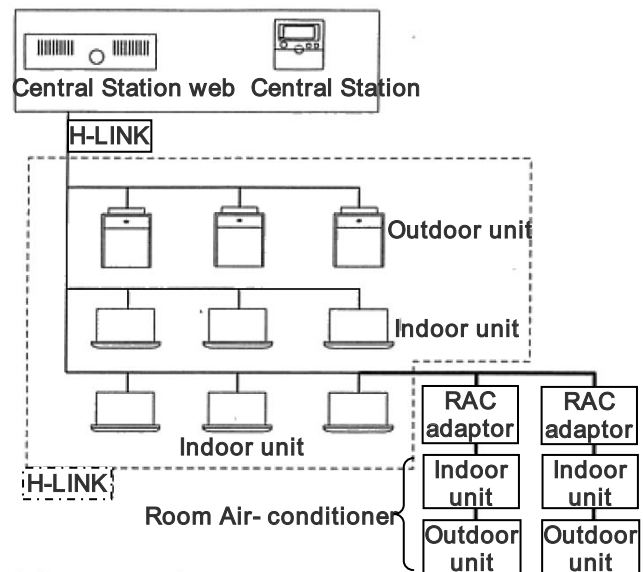 Central Station web Central Station
H-LINK
Outdoor unit
Indoor unit
RAC
adaptor
RAC
adaptor
Indoor unit
H-LINK
Indoor
unit
Indoor
unit
Room Air- conditioner
Outdoor
unit
Outdoor
unit